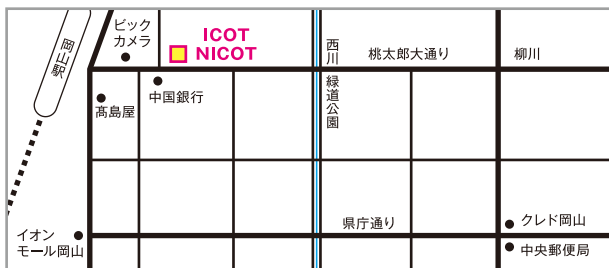 岡山駅
ビック
カメラ
ICOT
NICOT
西川
緑道公園
桃太郎大通り
柳川
中国銀行
髙島屋
県庁通り
イオン
モール岡山
クレド岡山
中央郵便局